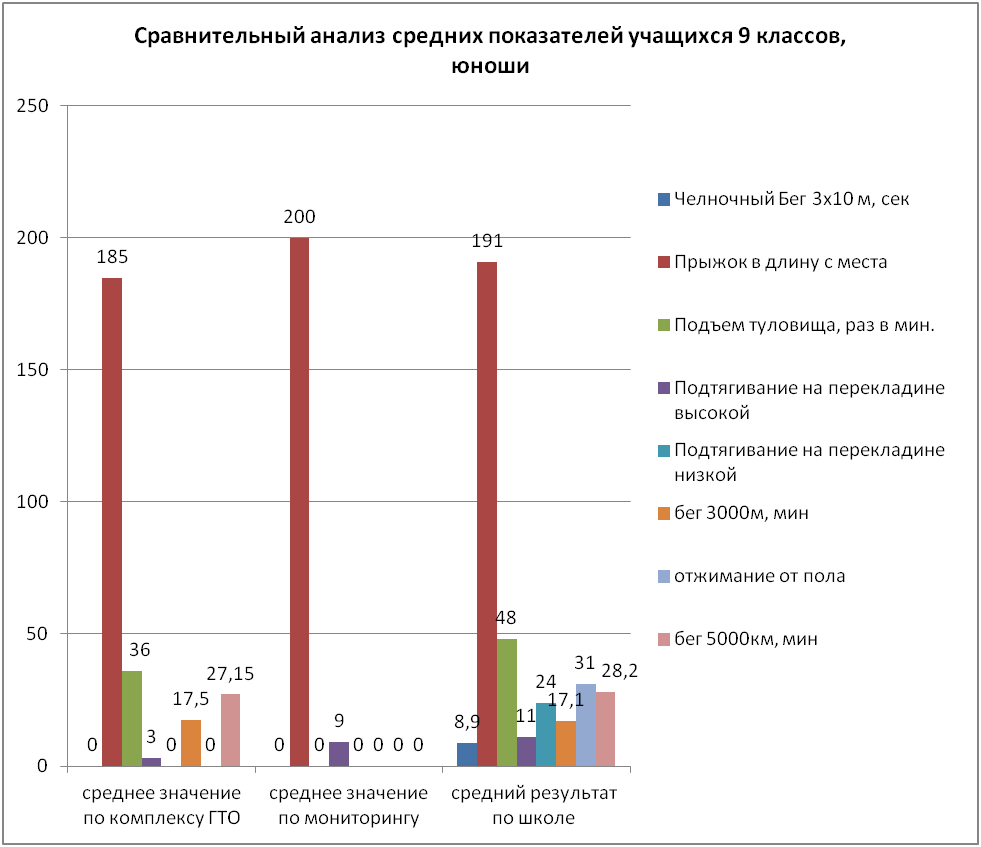 Сравнительный анализ средних показателей учащихся 9 классов,
юноши
250
200
150
100
50
0
0
185
36
3
0
17,5
0
27,15
0
200
0
9
0
0
0
0
8,9
191
48
11
24
17,1
31
28,2
среднее значение
по комплексу ГТО
среднее значение
по мониторингу
средний результат
по школе
Челночный Бег 3х10 м, сек
Прыжок в длину с места
Подъем туловища, раз в мин.
Подтягивание на перекладине
высокой
Подтягивание на перекладине
низкой
бег 3000м, мин
отжимание от пола
бег 5000км, мин